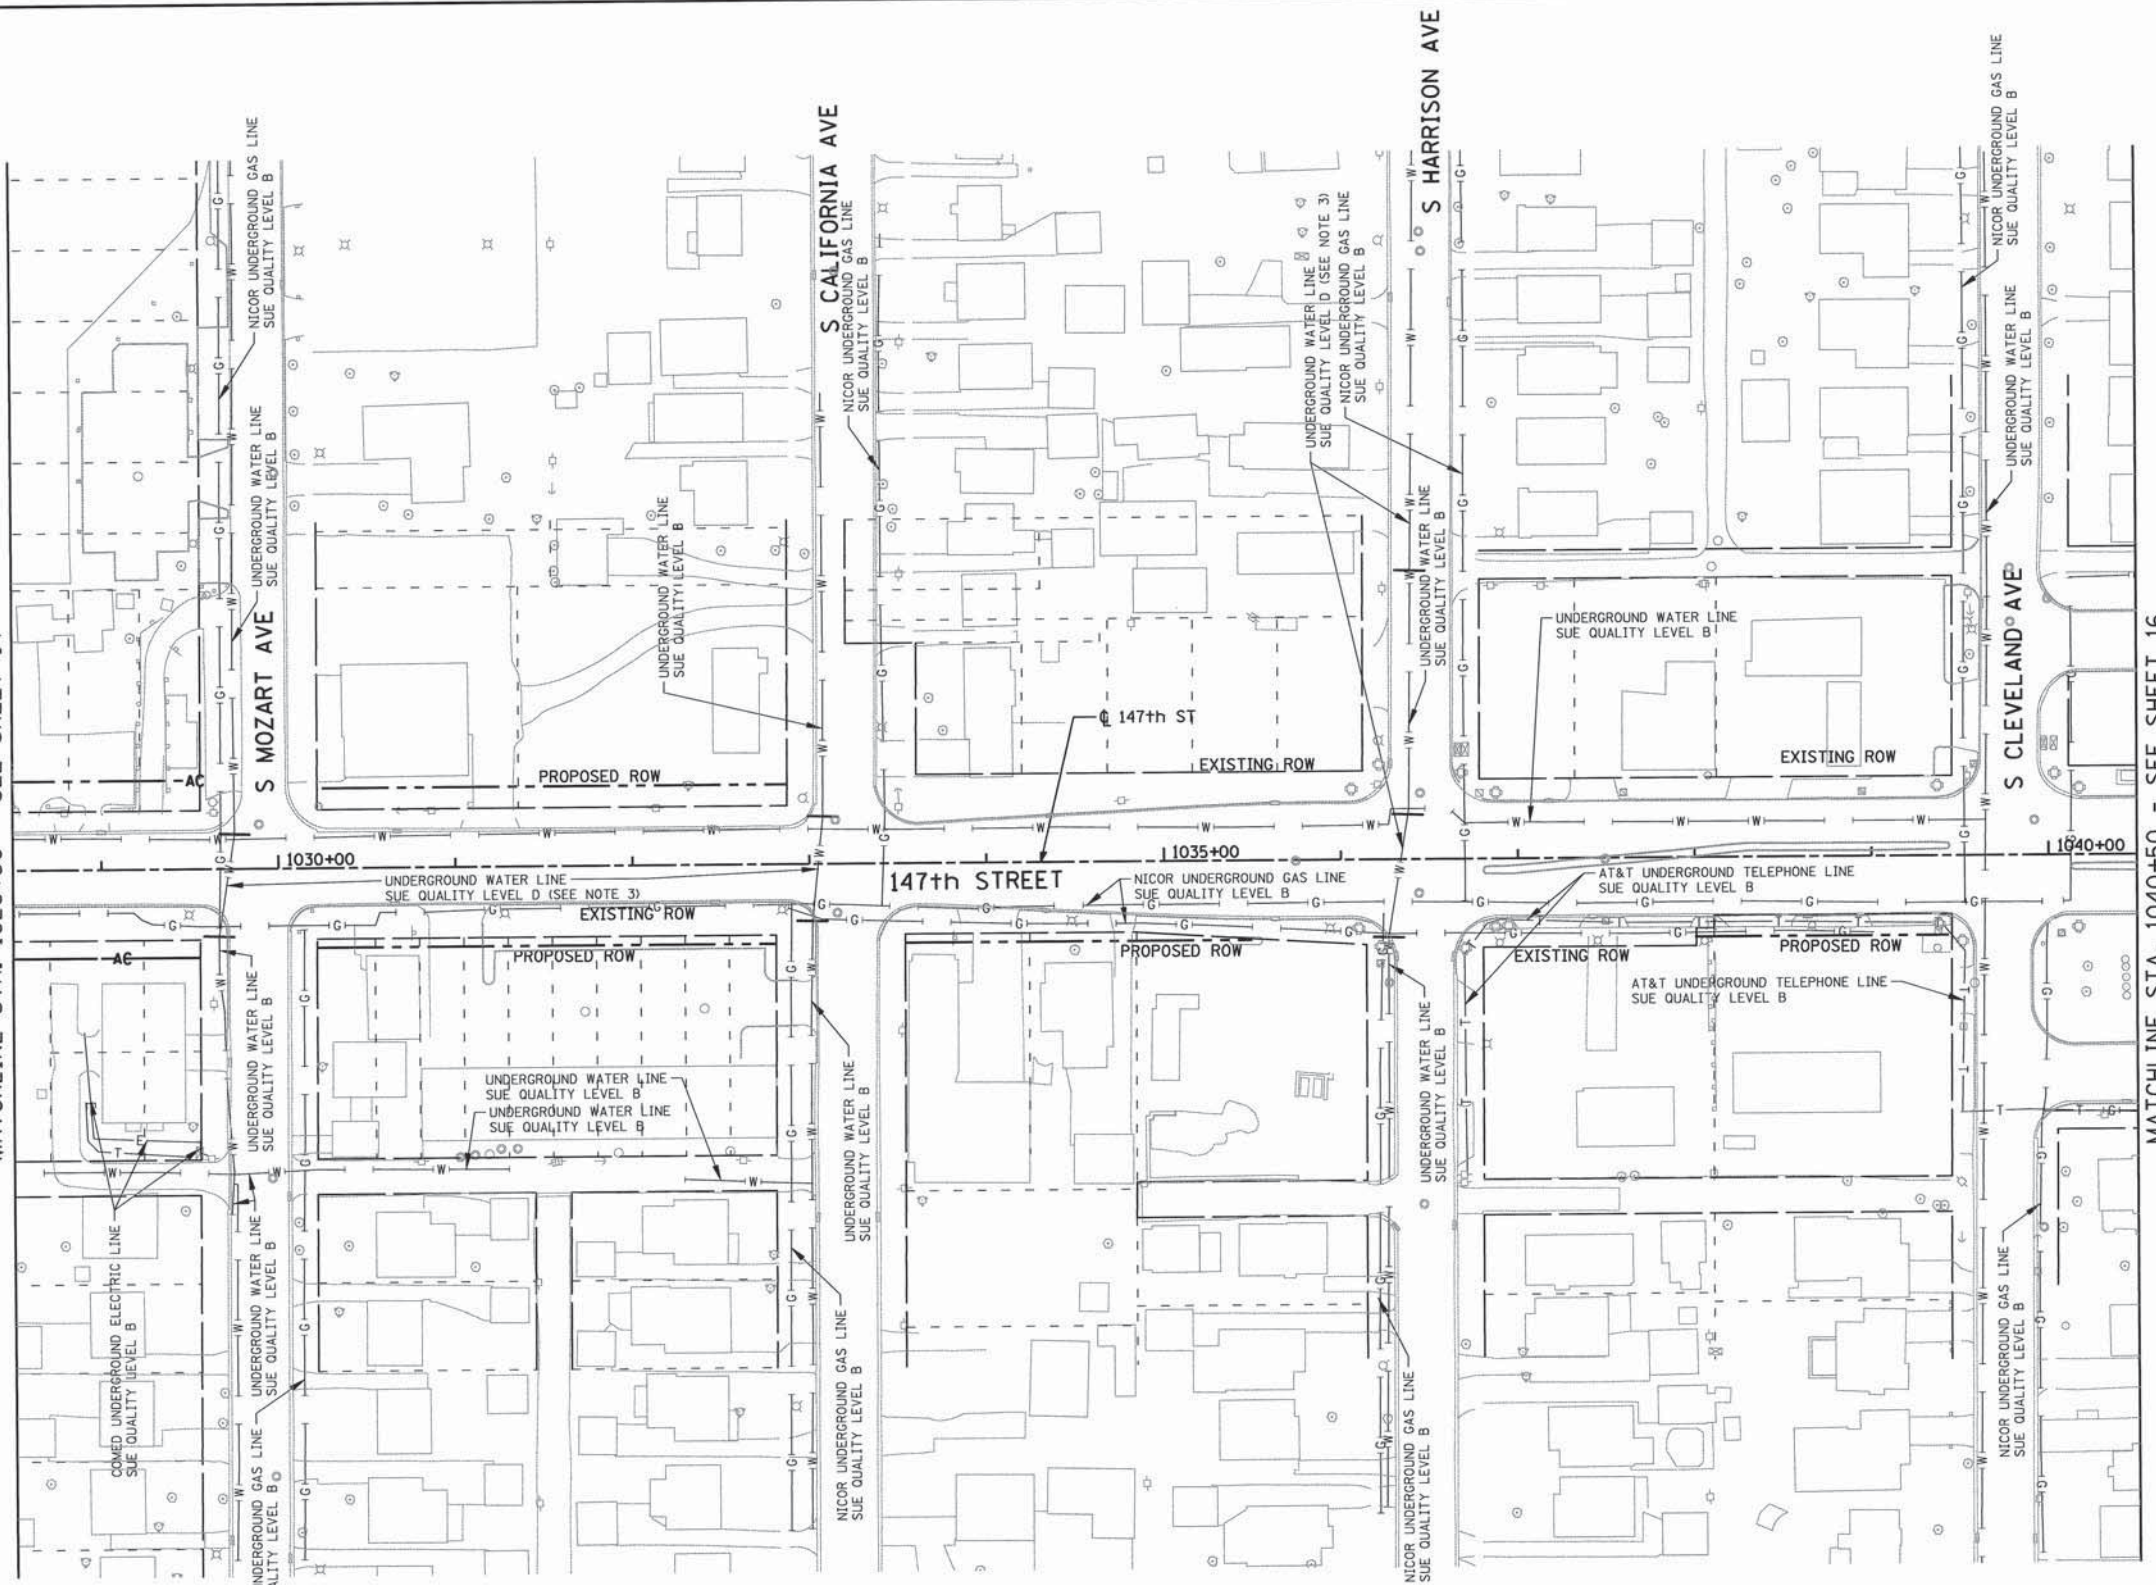 S HARRISON AVE
NICOR UNDERGROUND GAS LINE
SUE QUALITY LEVEL B
S CALIFORNIA AVE
NICOR UNDERGROUND GAS LINE
SUE QUALITY LEVEL B
NICOR UNDERGROUND GAS LINE
SUE QUALITY LEVEL B
UNDERGROUND WATER LINE
SUE QUALITY LEVEL D (SEE NOTE 3)
NICOR UNDERGROUND GAS LINE
SUE QUALITY LEVEL B
UNDERGROUND WATER LINE
SUE QUALITY LEVEL B
UNDERGROUND WATER LINE
SUE QUALITY LEVEL B
UNDERGROUND WATER LINE
SUE QUALITY LEVEL B
UNDERGROUND WATER LINE
SUE QUALITY LEVEL B
S MOZART AVE
S CLEVELAND AVE
UNDERGROUND WATER LINE
SUE QUALITY LEVEL B
℄ 147th ST
PROPOSED ROW
EXISTING ROW
EXISTING ROW
AC
1030+00
1035+00
1040+00
UNDERGROUND WATER LINE
SUE QUALITY LEVEL D (SEE NOTE 3)
147th STREET
NICOR UNDERGROUND GAS LINE
SUE QUALITY LEVEL B
AT&T UNDERGROUND TELEPHONE LINE
SUE QUALITY LEVEL B
EXISTING ROW
AC
PROPOSED ROW
PROPOSED ROW
EXISTING ROW
PROPOSED ROW
AT&T UNDERGROUND TELEPHONE LINE
SUE QUALITY LEVEL B
UNDERGROUND WATER LINE
SUE QUALITY LEVEL B
UNDERGROUND WATER LINE
SUE QUALITY LEVEL B
UNDERGROUND WATER LINE
SUE QUALITY LEVEL B
UNDERGROUND WATER LINE
SUE QUALITY LEVEL B
UNDERGROUND WATER LINE
SUE QUALITY LEVEL B
COMED UNDERGROUND ELECTRIC LINE
SUE QUALITY LEVEL B
UNDERGROUND WATER LINE
SUE QUALITY LEVEL B
UNDERGROUND GAS LINE
LEVEL B
NICOR UNDERGROUND GAS LINE
SUE QUALITY LEVEL B
NICOR UNDERGROUND GAS LINE
SUE QUALITY LEVEL B
NICOR UNDERGROUND GAS LINE
SUE QUALITY LEVEL B
MATCHLINE STA 1040+50 - SEE SHEET 16